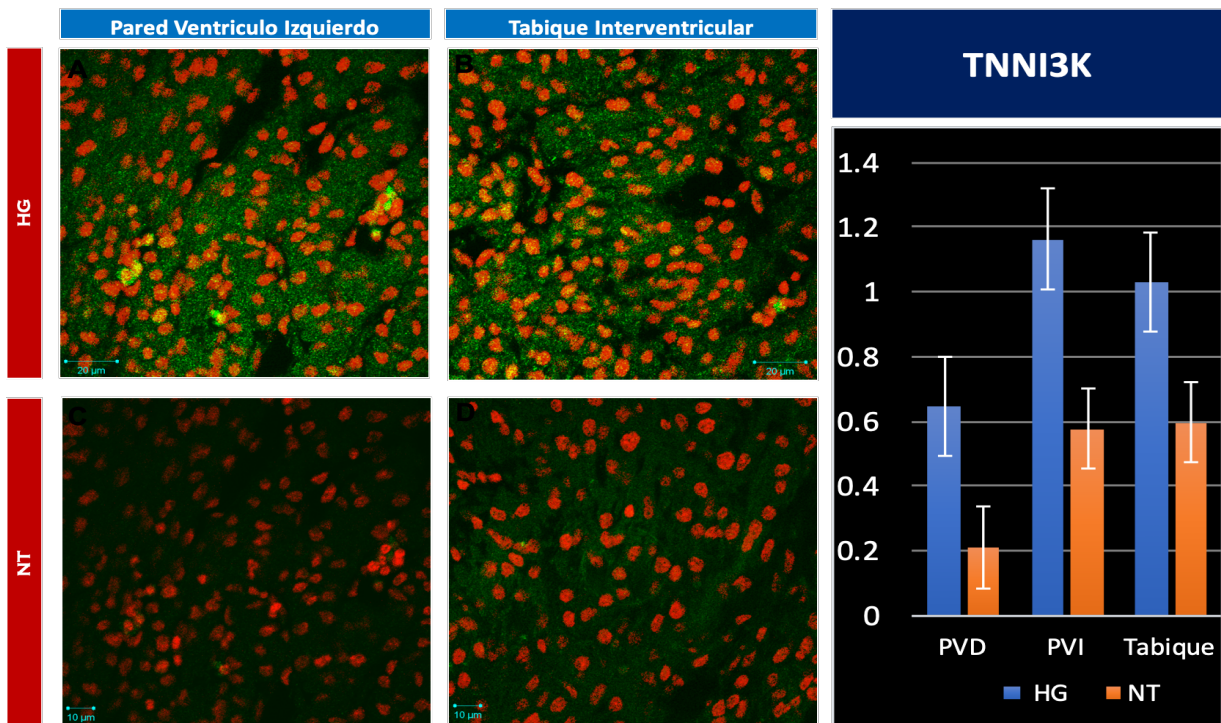 Pared Ventriculo Izquierdo
Tabique Interventricular
TNNI3K
HG
A
B
20 µm
20 µm
NT
C
D
10 µm
10 µm
1.4
1.2
1
0.8
0.6
0.4
0.2
0
PVD PVI Tabique
HG NT